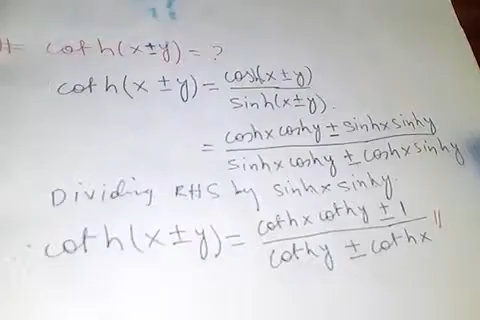 coth(x±y)=?
coth(x±y)= cosh(x±y)/sinh(x±y).
= coshx coshy ± sinhx sinhy / sinhx coshy ± coshx sinhy
Dividing RHS by sinhx sinhy.
∴ coth(x±y)= cothx cothy ± 1 / cothy ± cothx